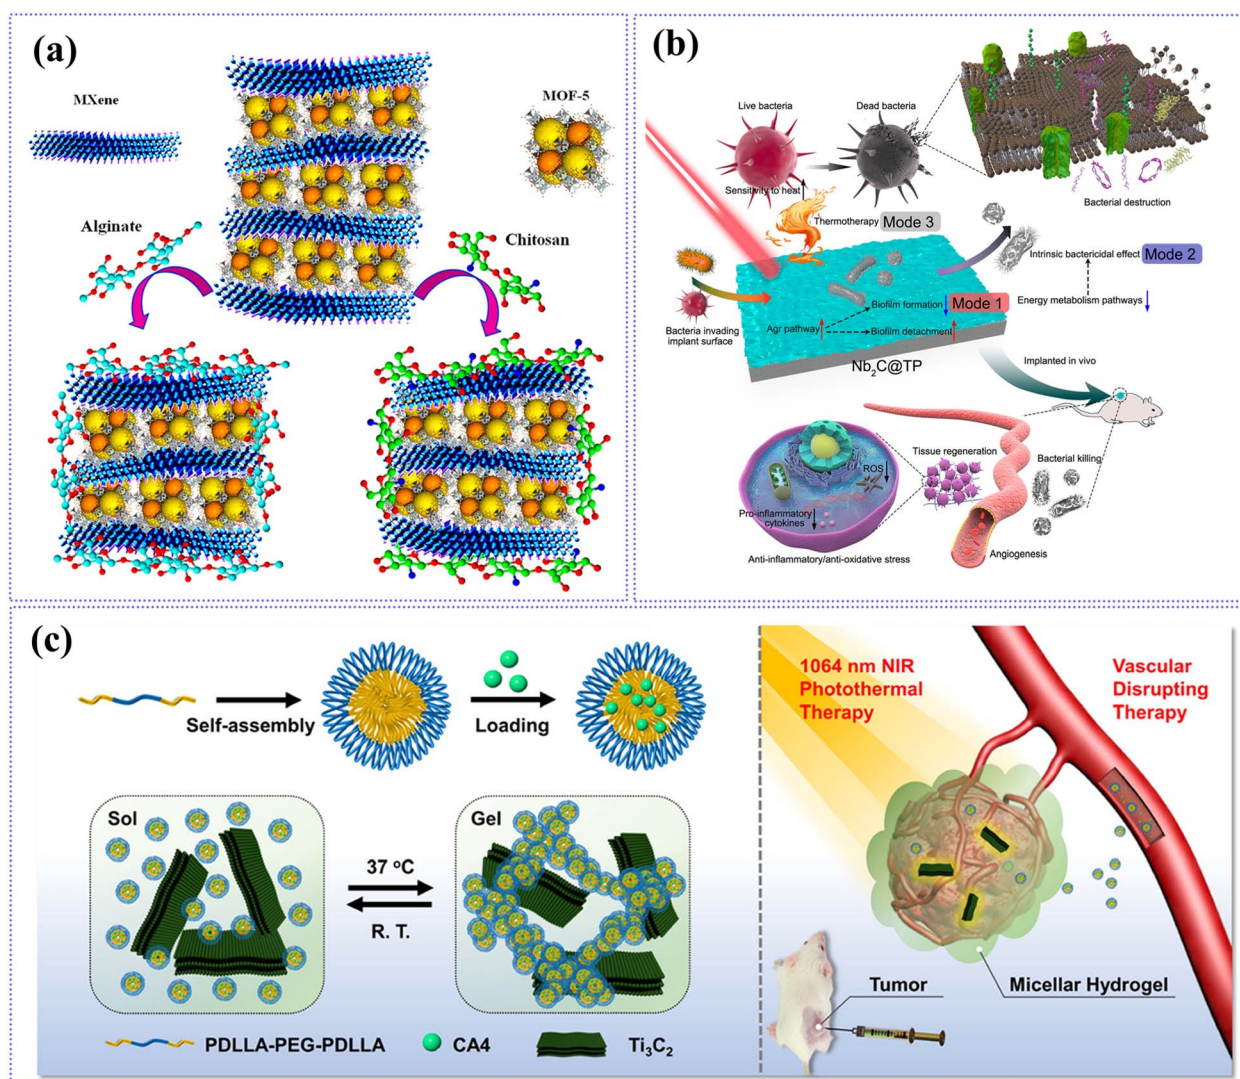 (a)
MXene
MOF-5
Alginate
Chitosan
(b)
Live bacteria
Dead bacteria
Sensitivity to heat
Bacterial destruction
Thermotherapy Mode 3
Intrinsic bactericidal effect Mode 2
Energy metabolism pathways
Biofilm formation Mode 1
Agr pathway
Biofilm detachment
Bacteria invading
implant surface
Nb₂C@TP
Implanted in vivo
Tissue regeneration
Bacterial killing
ROS
Pro-inflammatory
cytokines
Angiogenesis
Anti-inflammatory/anti-oxidative stress
(c)
Self-assembly
Loading
Sol
Gel
37 °C
R. T.
PDLLA-PEG-PDLLA
CA4
Ti₃C₂
1064 nm NIR
Photothermal
Therapy
Vascular
Disrupting
Therapy
Tumor
Micellar Hydrogel